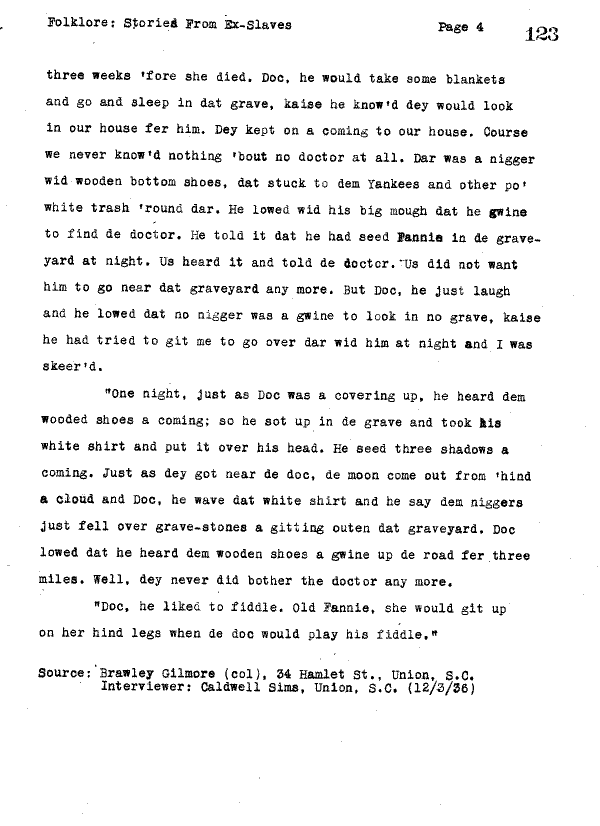 Folklore: Storied From Ex-Slaves Page 4 123
three weeks 'fore she died. Doc, he would take some blankets
and go and sleep in dat grave, kaise he know'd dey would look
in our house fer him. Dey kept on a coming to our house. Course
we never know'd nothing 'bout no doctor at all. Dar was a nigger
wid wooden bottom shoes, dat stuck to dem Yankees and other po'
white trash 'round dar. He lowed wid his big mough dat he gwine
to find de doctor. He told it dat he had seed Fannie in de grave-
yard at night. Us heard it and told de doctor. Us did not want
him to go near dat graveyard any more. But Doc, he just laugh
and he lowed dat no nigger was a gwine to look in no grave, kaise
he had tried to git me to go over dar wid him at night and I was
skeer'd.
"One night, just as Doc was a covering up, he heard dem
wooded shoes a coming; so he sot up in de grave and took his
white shirt and put it over his head. He seed three shadows a
coming. Just as dey got near de doc, de moon come out from 'hind
a cloud and Doc, he wave dat white shirt and he say dem niggers
just fell over grave-stones a gitting outen dat graveyard. Doc
lowed dat he heard dem wooden shoes a gwine up de road fer three
miles. Well, dey never did bother the doctor any more.
"Doc, he liked to fiddle. Old Fannie, she would git up
on her hind legs when de doc would play his fiddle."
Source: Brawley Gilmore (col), 34 Hamlet St., Union, S.C.
Interviewer: Caldwell Sims, Union, S.C. (12/3/36)